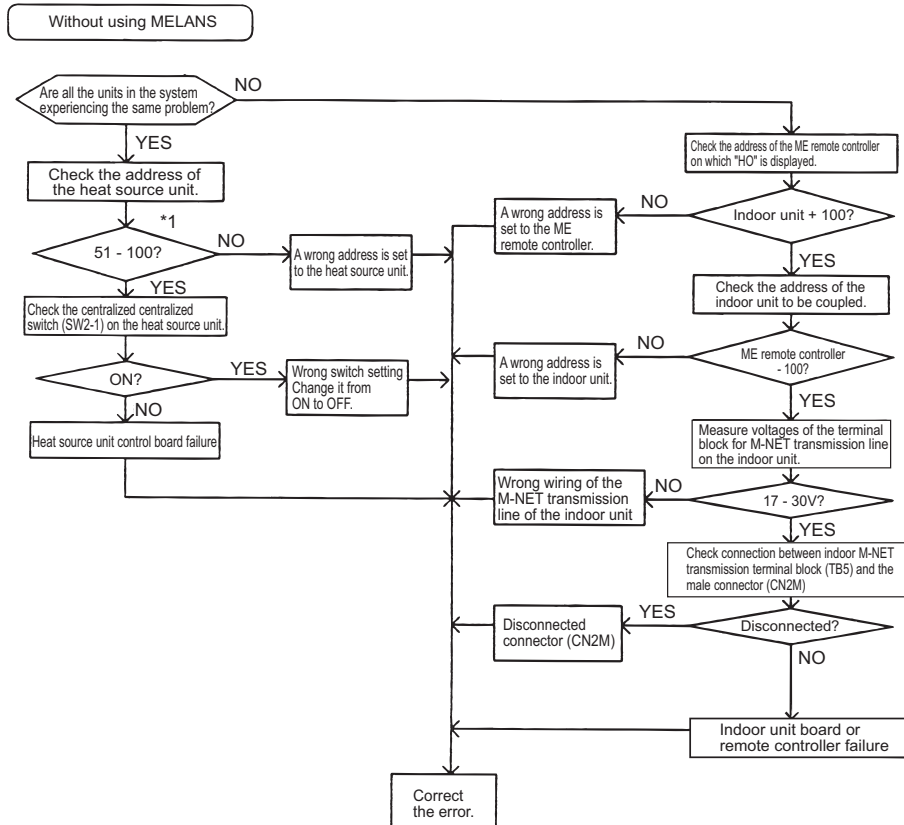 Without using MELANS
Are all the units in the system
experiencing the same problem?
NO
YES
Check the address of
the heat source unit.
*1
51 - 100?
NO
A wrong address is set
to the heat source unit.
YES
Check the centralized centralized
switch (SW2-1) on the heat source unit.
ON?
YES
Wrong switch setting
Change it from
ON to OFF.
NO
Heat source unit control board failure
Check the address of the ME remote controller
on which "HO" is displayed.
Indoor unit + 100?
NO
A wrong address is
set to the ME
remote controller.
YES
Check the address of the
indoor unit to be coupled.
ME remote controller
- 100?
NO
A wrong address is
set to the indoor unit.
YES
Measure voltages of the terminal
block for M-NET transmission line
on the indoor unit.
17 - 30V?
NO
Wrong wiring of the
M-NET transmission
line of the indoor unit
YES
Check connection between indoor M-NET
transmission terminal block (TB5) and the
male connector (CN2M)
Disconnected?
YES
Disconnected
connector (CN2M)
NO
Indoor unit board or
remote controller failure
Correct
the error.